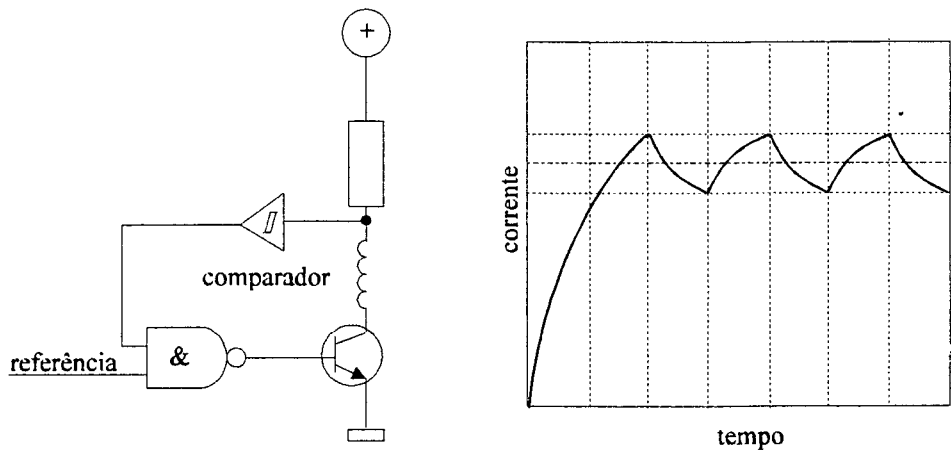 +
comparador
&
referência
corrente
tempo